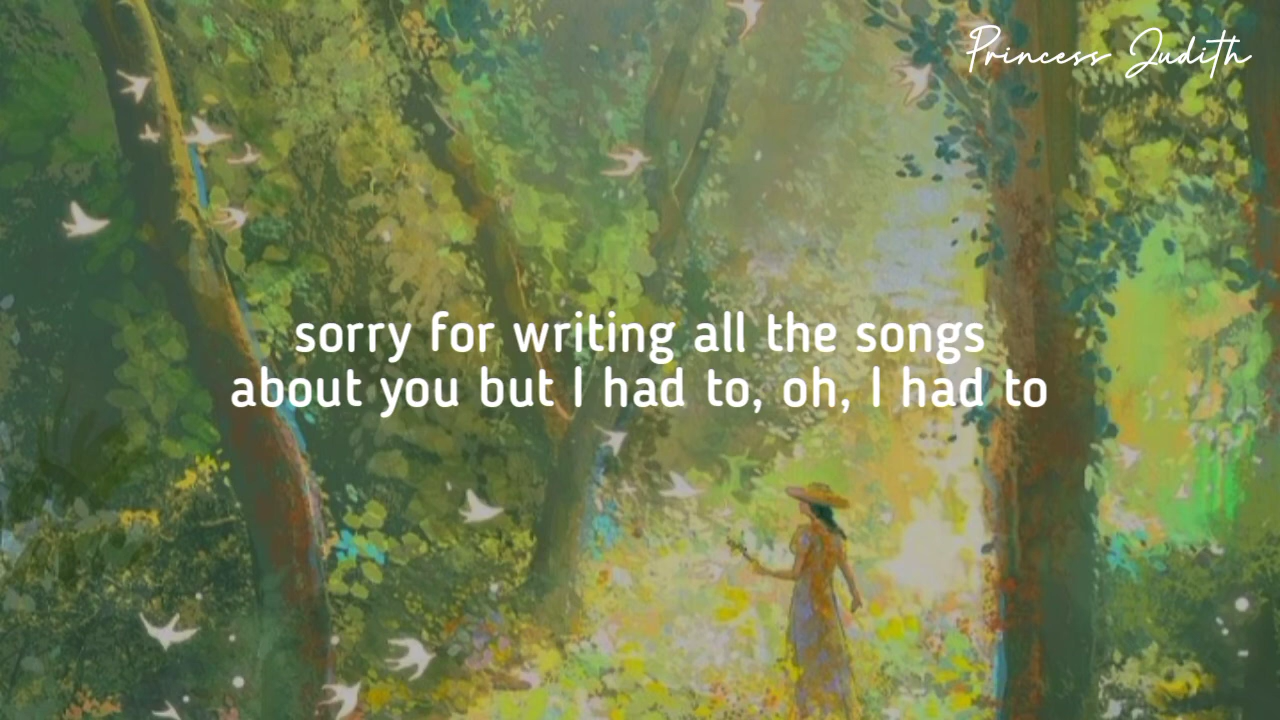 Princess Judith
sorry for writing all the songs
about you but I had to, oh, I had to